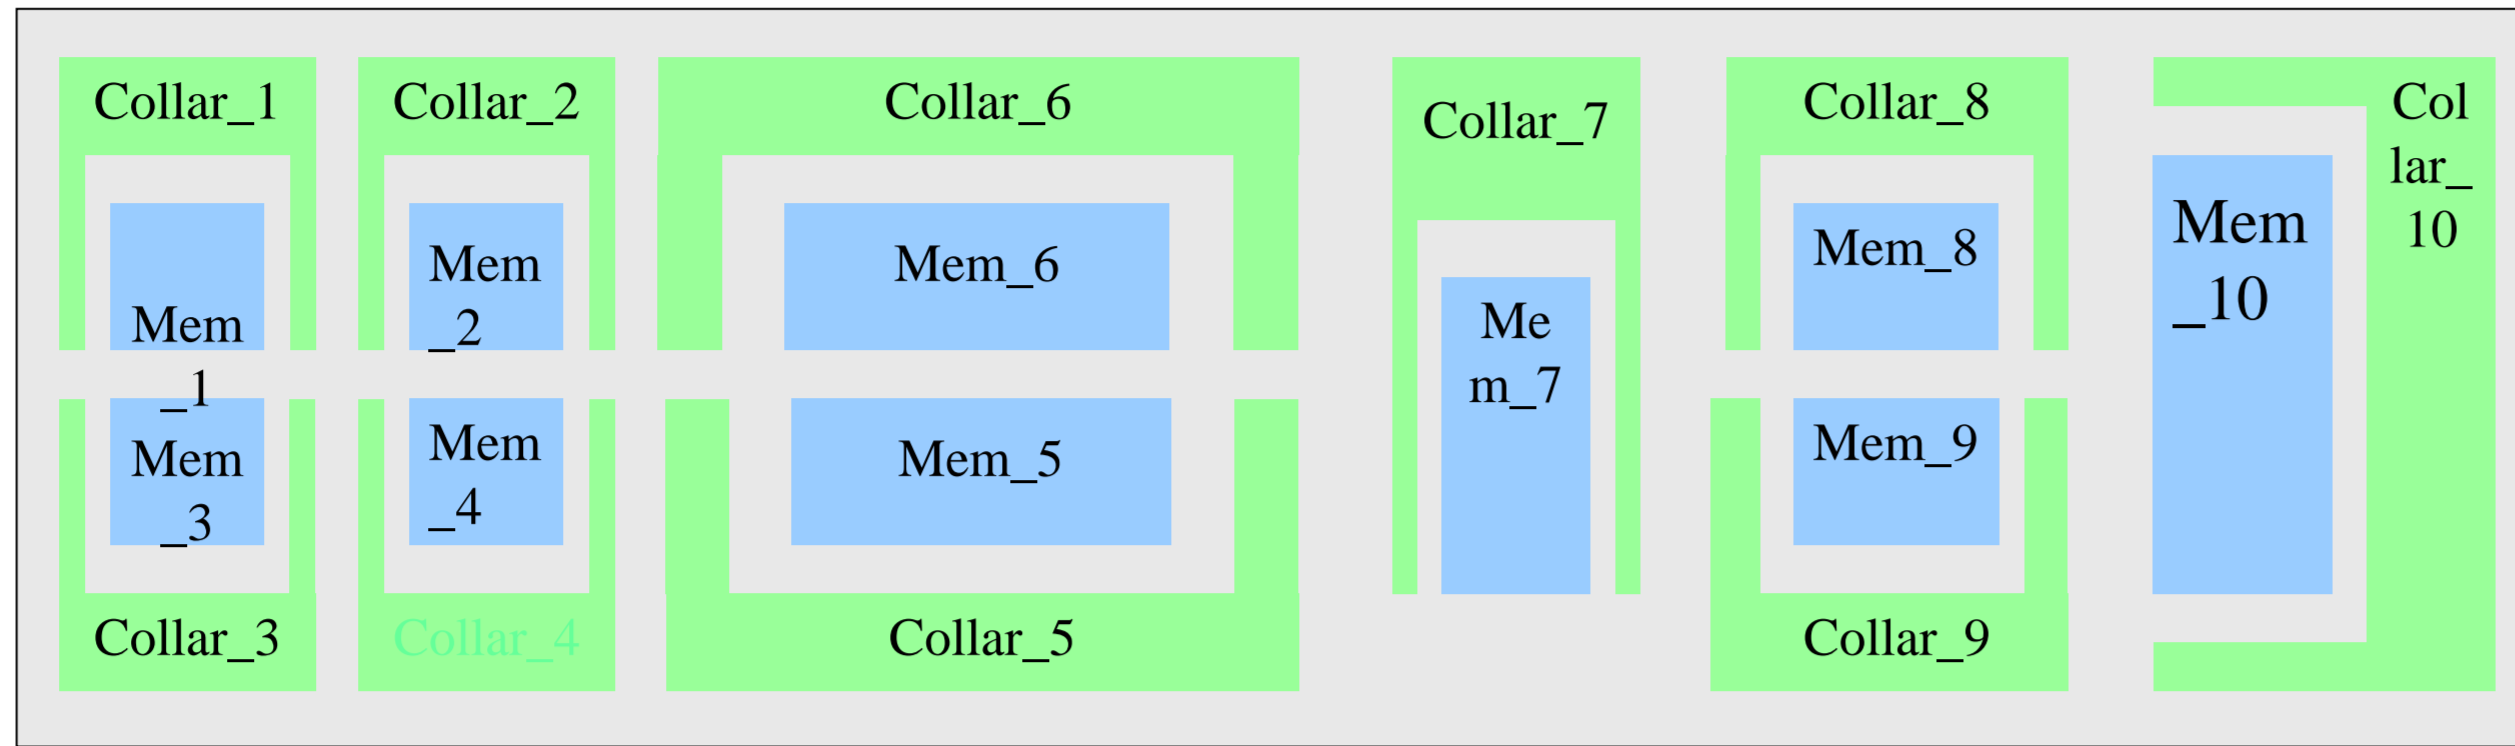 Collar_1
Collar_2
Collar_6
Collar_7
Collar_8
Col
lar_
10
Mem
_1
Mem
_2
Mem_6
Me
m_7
Mem_8
Mem
_10
Mem
_3
Mem
_4
Mem_5
Mem_9
Collar_3
Collar_4
Collar_5
Collar_9